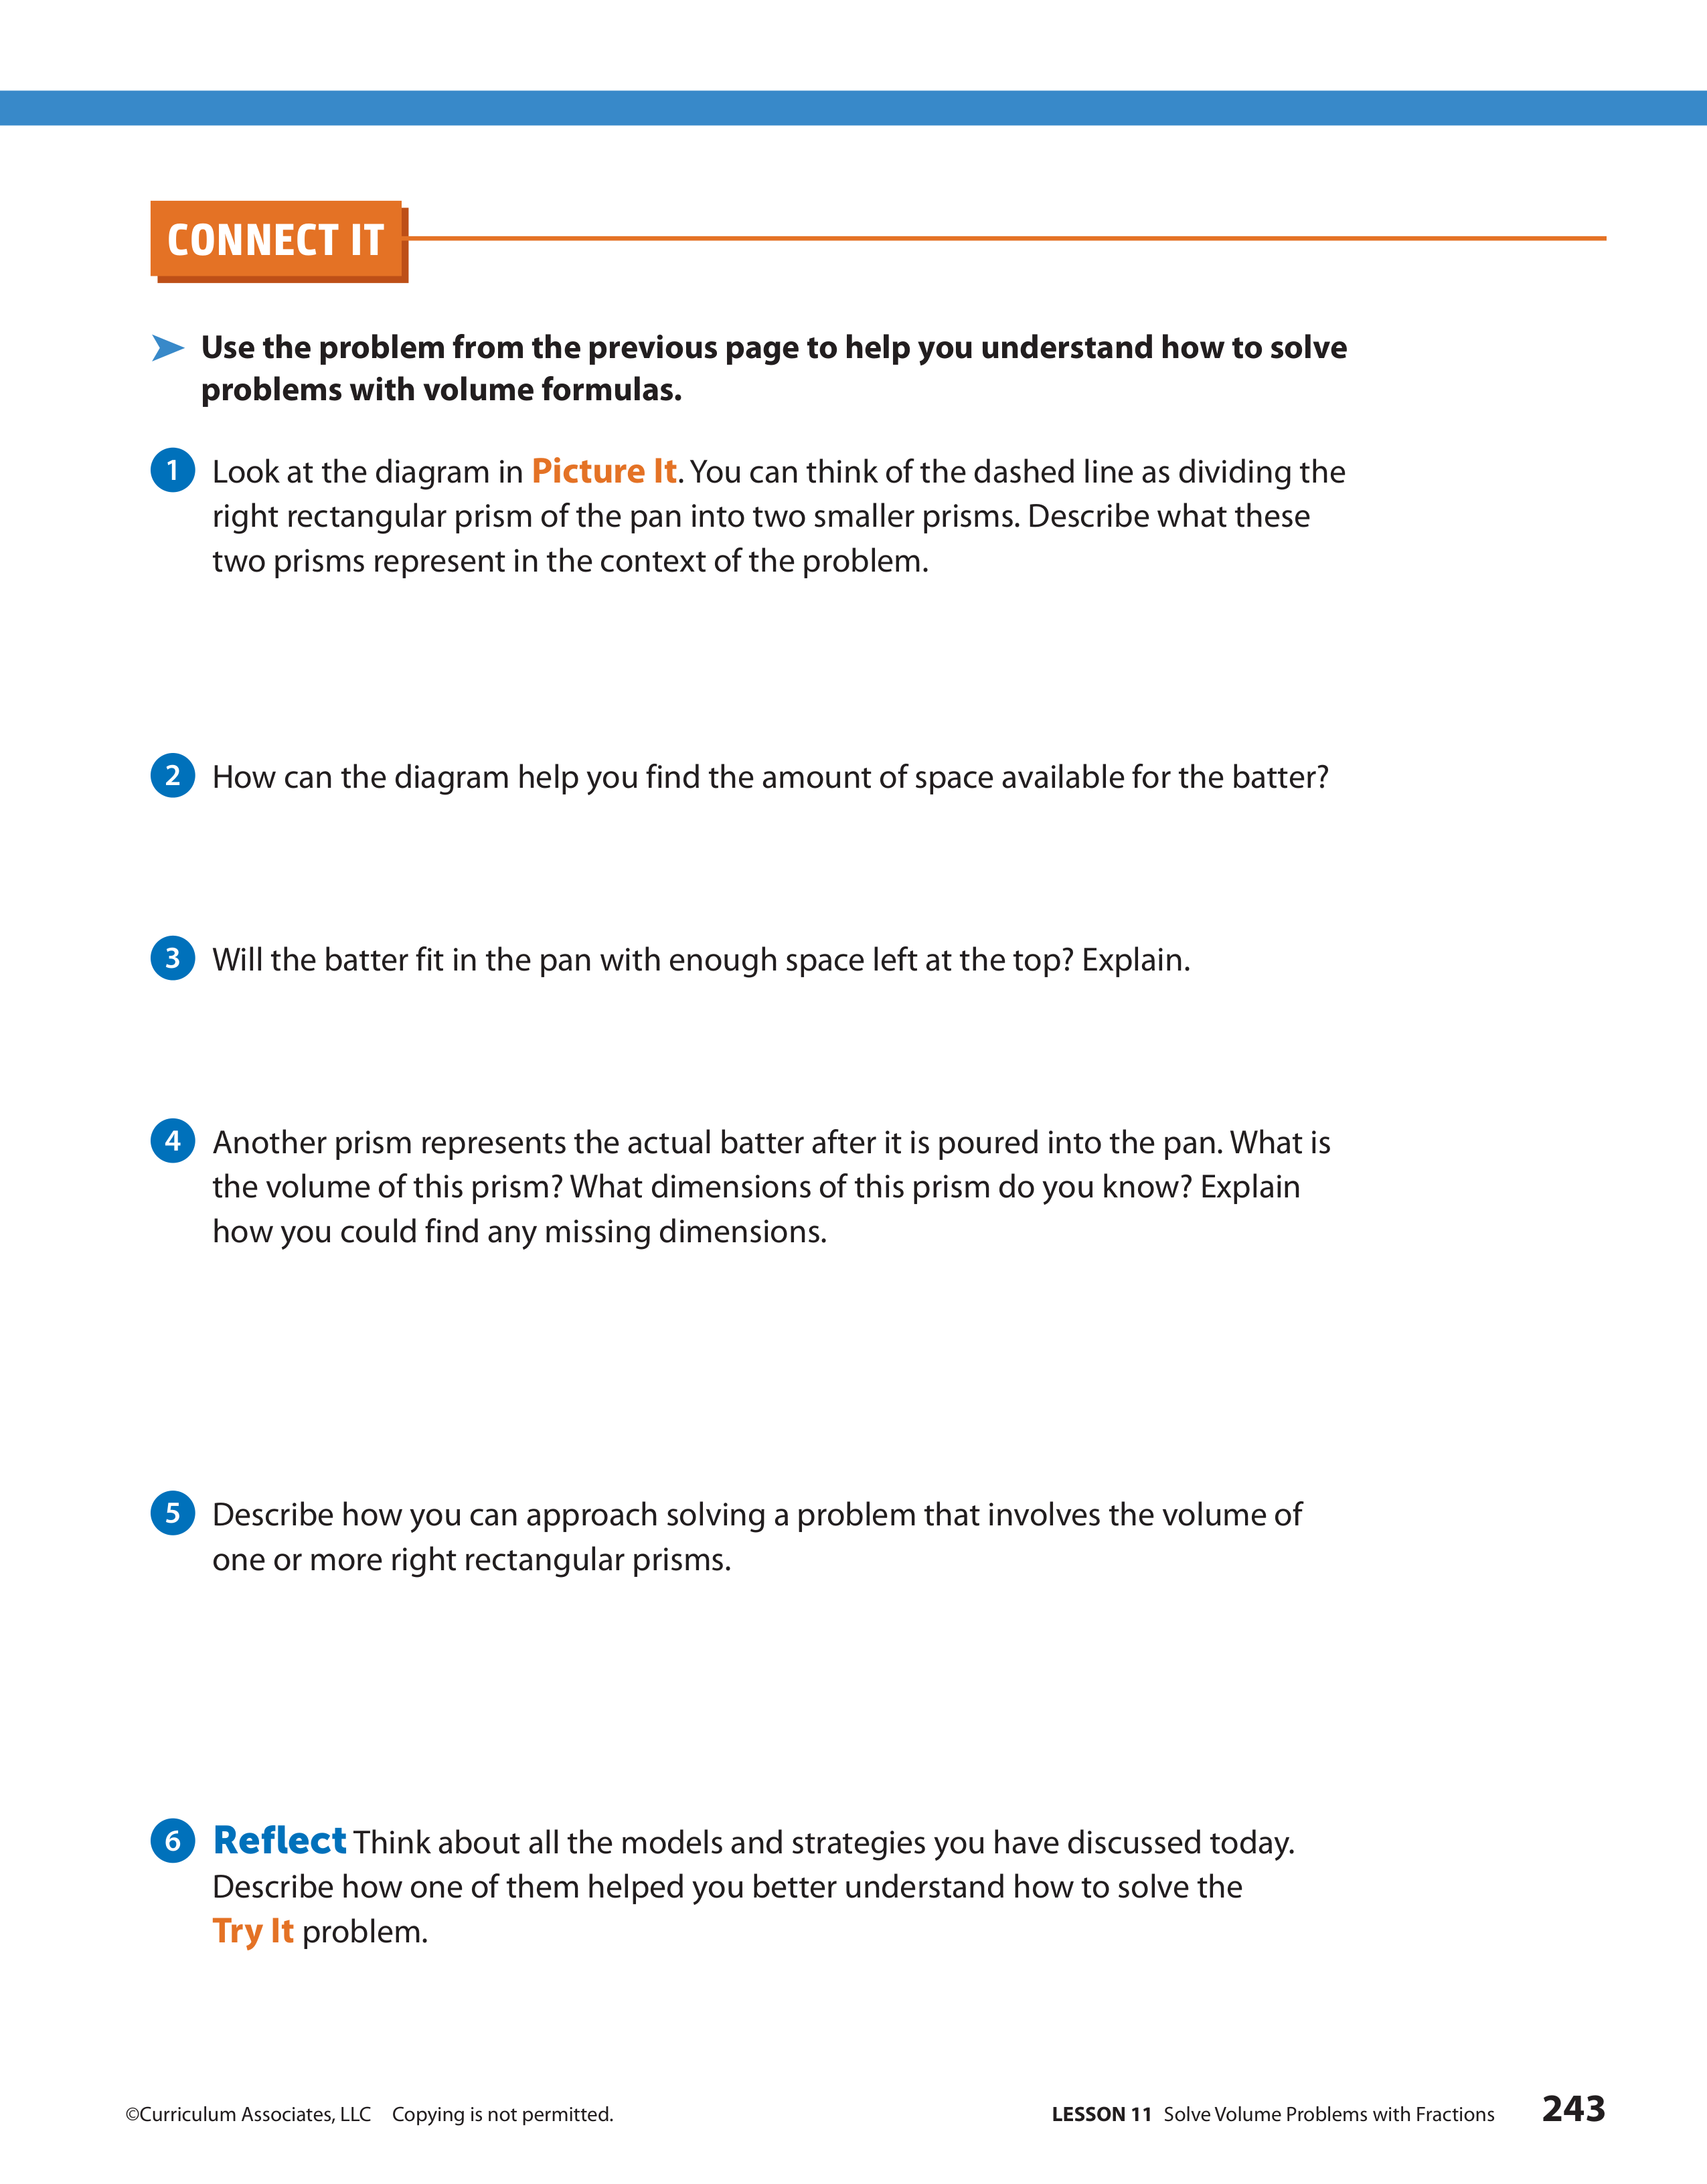 CONNECT IT
➤ Use the problem from the previous page to help you understand how to solve
problems with volume formulas.
1 Look at the diagram in Picture It. You can think of the dashed line as dividing the
right rectangular prism of the pan into two smaller prisms. Describe what these
two prisms represent in the context of the problem.
2 How can the diagram help you find the amount of space available for the batter?
3 Will the batter fit in the pan with enough space left at the top? Explain.
4 Another prism represents the actual batter after it is poured into the pan. What is
the volume of this prism? What dimensions of this prism do you know? Explain
how you could find any missing dimensions.
5 Describe how you can approach solving a problem that involves the volume of
one or more right rectangular prisms.
6 Reflect Think about all the models and strategies you have discussed today.
Describe how one of them helped you better understand how to solve the
Try It problem.
©Curriculum Associates, LLC Copying is not permitted.
LESSON 11 Solve Volume Problems with Fractions 243